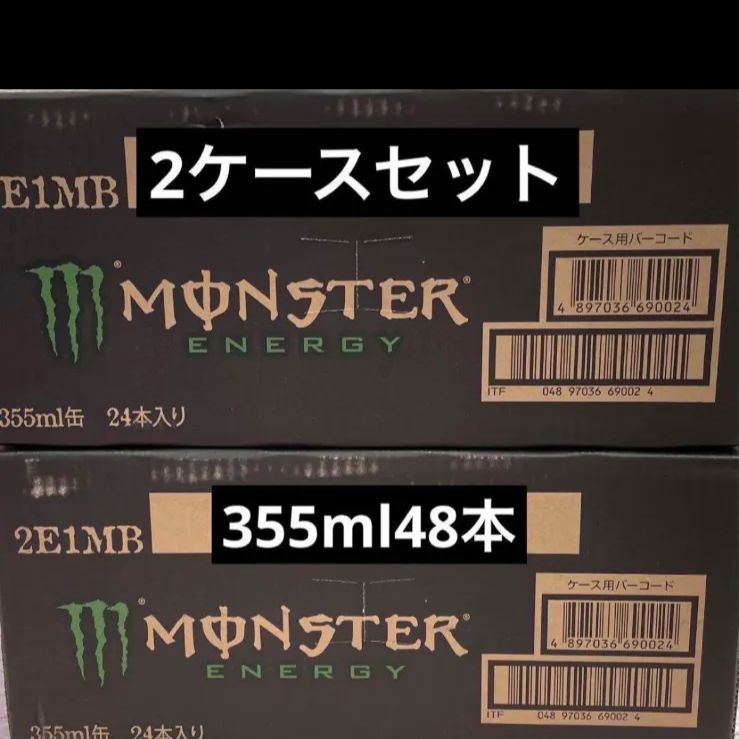 2ケースセット
E1MB
ケース用バーコード
4 897036 690024
MONSTER
ENERGY
ITF 048 97036 69002 4
355ml缶 24本入り
355ml48本
2E1MB
ケース用バーコード
4 897036 690024
MONSTER
ENERGY
ITF 048 97036 69002 4
355ml缶 24本入り